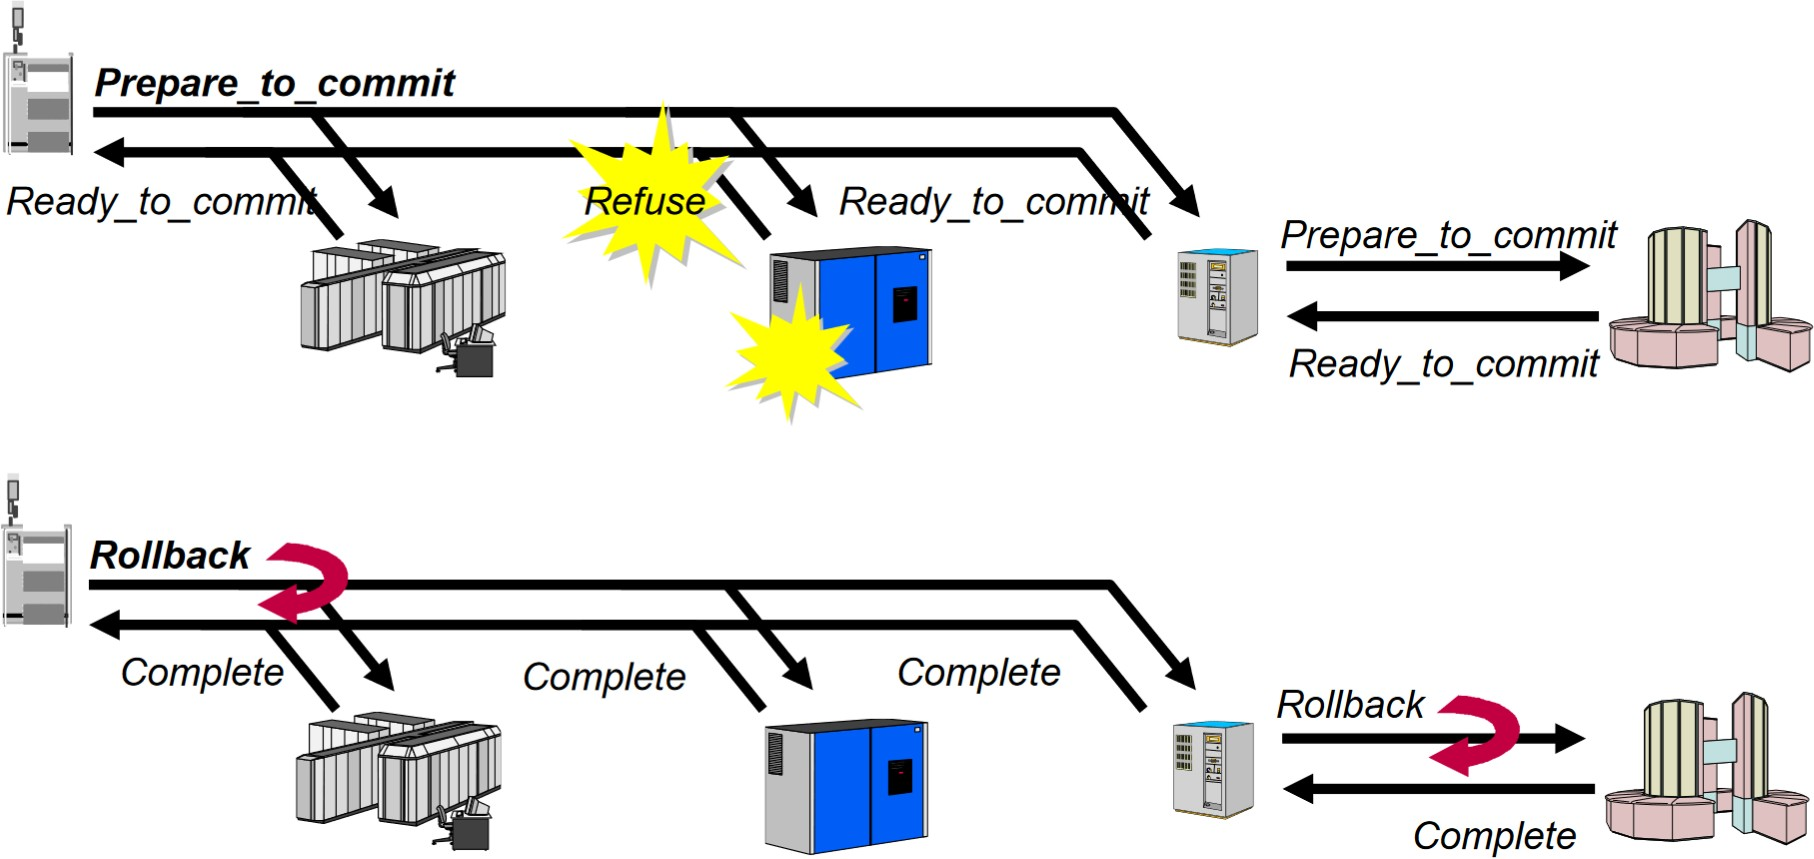 Prepare_to_commit
Ready_to_commit
Refuse
Ready_to_commit
Prepare_to_commit
Ready_to_commit
Rollback
Complete
Complete
Complete
Rollback
Complete